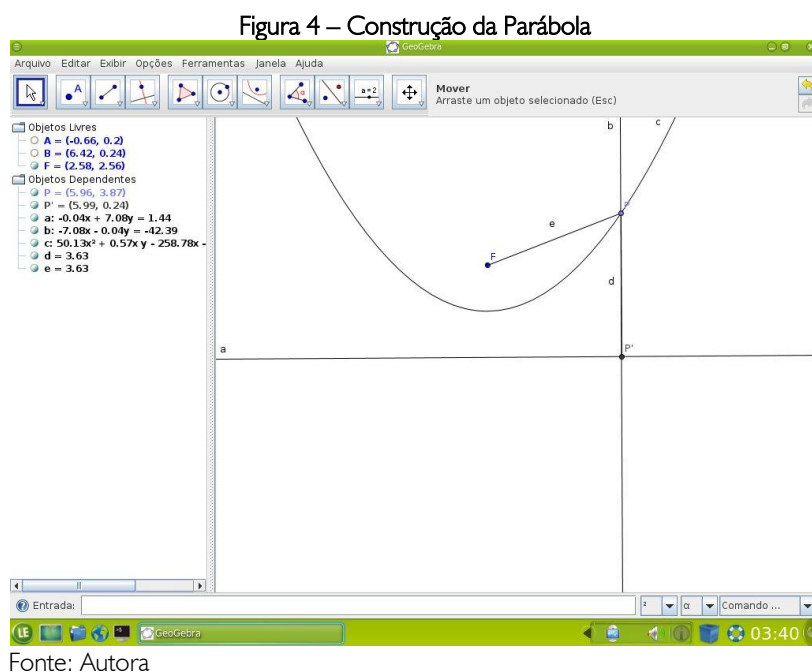 Figura 4 – Construção da Parábola
GeoGebra
Arquivo Editar Exibir Opções Ferramentas Janela Ajuda
A
α
a=2
Mover
Arraste um objeto selecionado (Esc)
Objetos Livres
A = (-0.66, 0.2)
B = (6.42, 0.24)
F = (2.58, 2.56)
Objetos Dependentes
P = (5.96, 3.87)
P' = (5.99, 0.24)
a: -0.04x + 7.08y = 1.44
b: -7.08x - 0.04y = -42.39
c: 50.13x² + 0.57x y - 258.78x -
d = 3.63
e = 3.63
b
c
P
e
F
d
a
P'
Entrada:
² α Comando ...
LE GeoGebra 03:40
Fonte: Autora